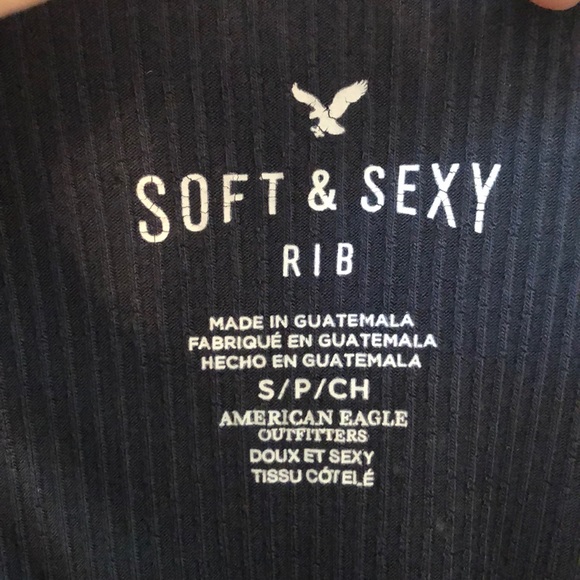 SOFT & SEXY
RIB
MADE IN GUATEMALA
FABRIQUÉ EN GUATEMALA
HECHO EN GUATEMALA
S/P/CH
AMERICAN EAGLE
OUTFITTERS
DOUX ET SEXY
TISSU CÔTELÉ